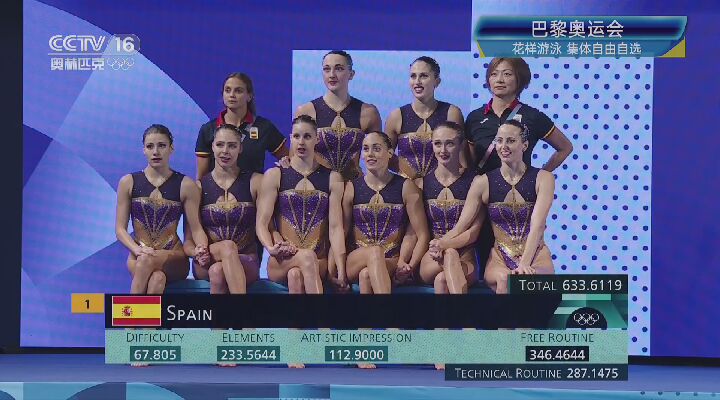 CCTV 16
奥林匹克
巴黎奥运会
花样游泳 集体自由自选
TOTAL 633.6119
1 SPAIN
DIFFICULTY ELEMENTS ARTISTIC IMPRESSION FREE ROUTINE
67.805 233.5644 112.9000 346.4644
TECHNICAL ROUTINE 287.1475